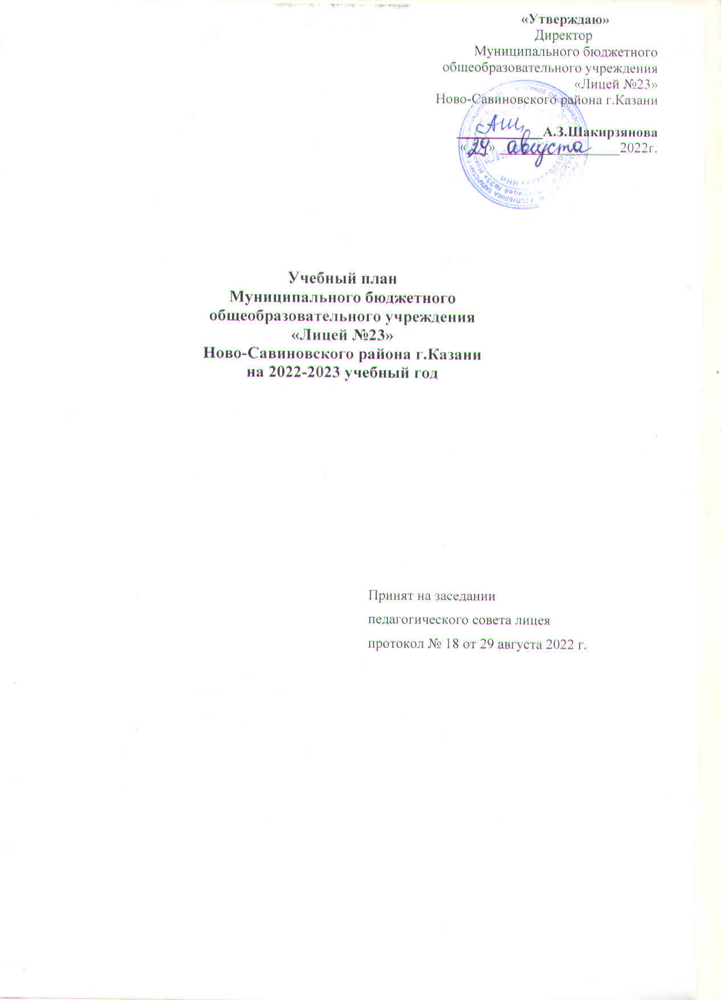 «Утверждаю»
Директор
Муниципального бюджетного
общеобразовательного учреждения
«Лицей №23»
Ново-Савиновского района г.Казани
А.З.Шакирзянова
«29» августа 2022г.
Учебный план
Муниципального бюджетного
общеобразовательного учреждения
«Лицей №23»
Ново-Савиновского района г.Казани
на 2022-2023 учебный год
Принят на заседании
педагогического совета лицея
протокол № 18 от 29 августа 2022 г.